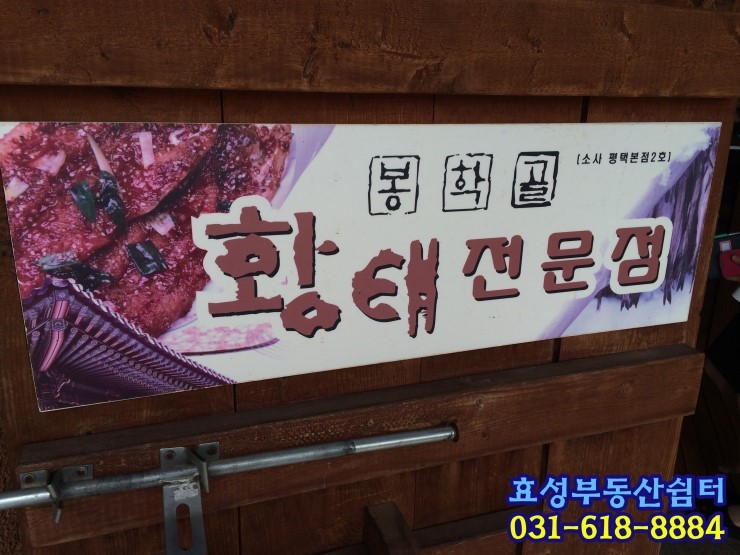 봉학골
[소사 평택본점2호]
황태전문점
효성부동산쉼터
031-618-8884